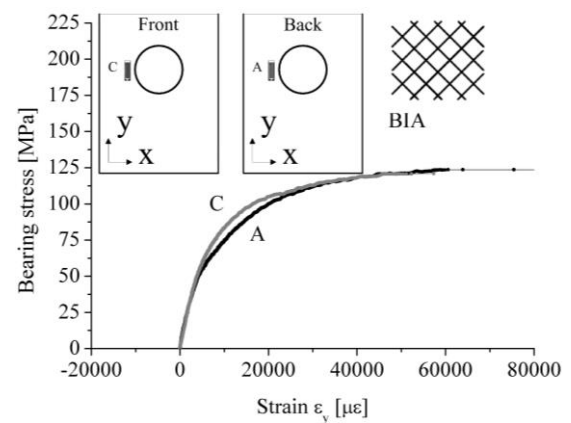 225
200
175
150
125
100
75
50
25
0
Bearing stress [MPa]
Front
C
y
x
Back
A
y
x
BIA
C
A
-20000 0 20000 40000 60000 80000
Strain εᵧ [με]